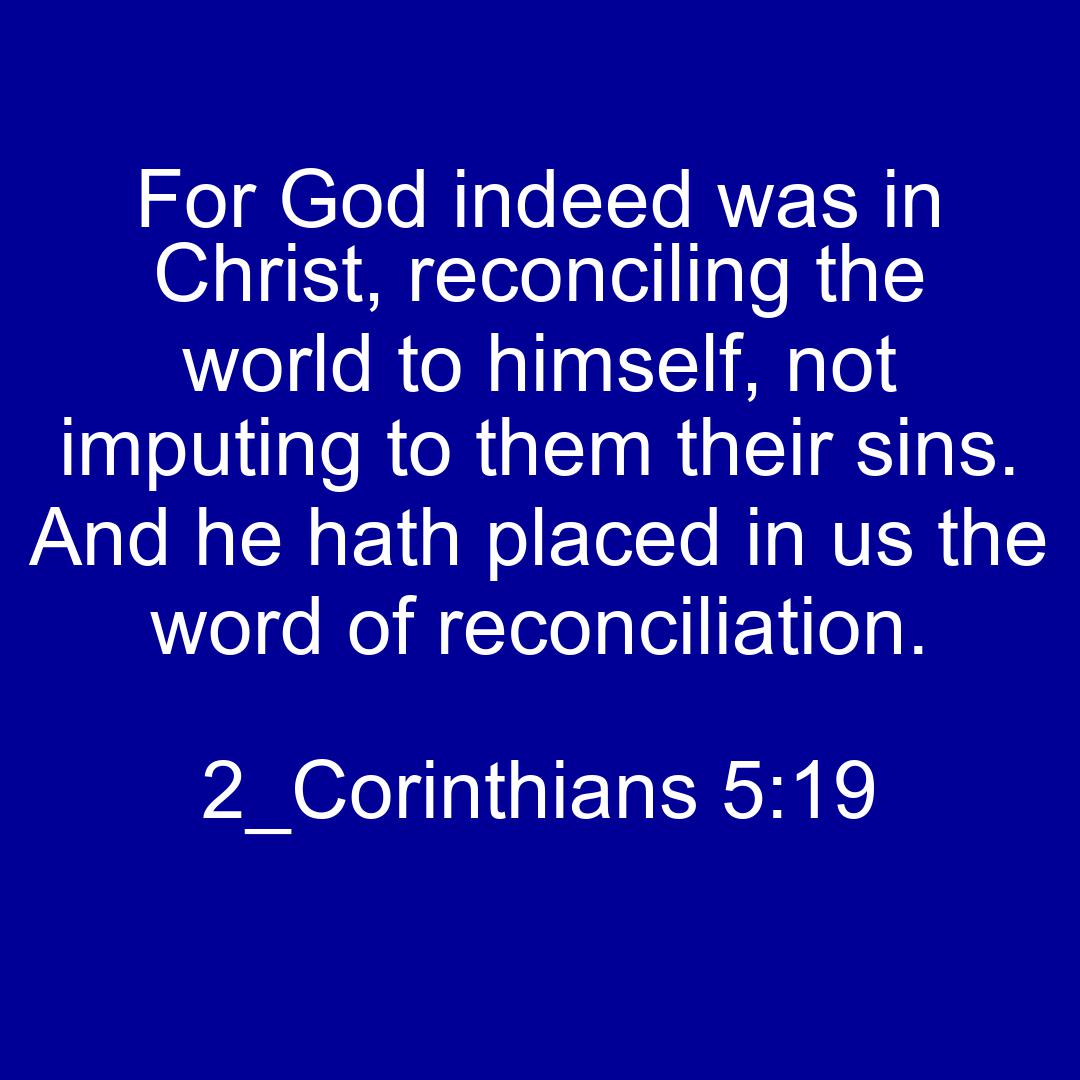 For God indeed was in
Christ, reconciling the
world to himself, not
imputing to them their sins.
And he hath placed in us the
word of reconciliation.
2_Corinthians 5:19